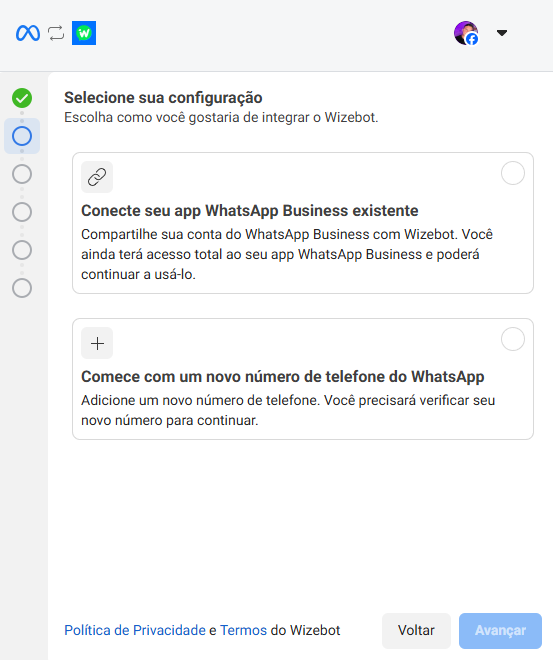 Selecione sua configuração
Escolha como você gostaria de integrar o Wizebot.
Conecte seu app WhatsApp Business existente
Compartilhe sua conta do WhatsApp Business com Wizebot. Você
ainda terá acesso total ao seu app WhatsApp Business e poderá
continuar a usá-lo.
Comece com um novo número de telefone do WhatsApp
Adicione um novo número de telefone. Você precisará verificar seu
novo número para continuar.
Política de Privacidade e Termos do Wizebot
Voltar
Avançar